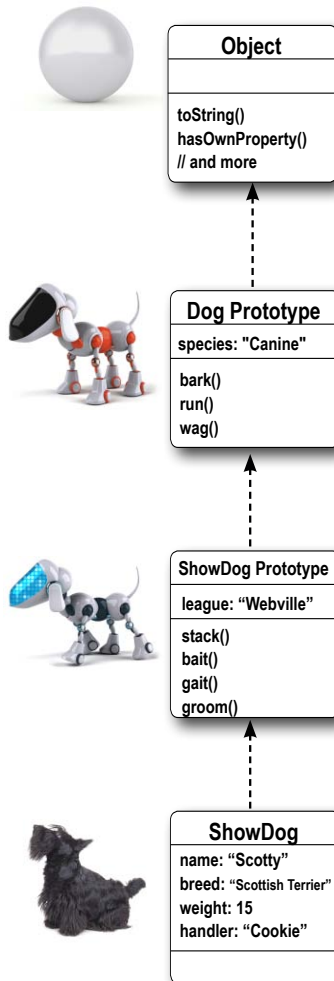 Object
toString()
hasOwnProperty()
// and more
Dog Prototype
species: "Canine"
bark()
run()
wag()
ShowDog Prototype
league: “Webville”
stack()
bait()
gait()
groom()
ShowDog
name: “Scotty”
breed: “Scottish Terrier”
weight: 15
handler: “Cookie”